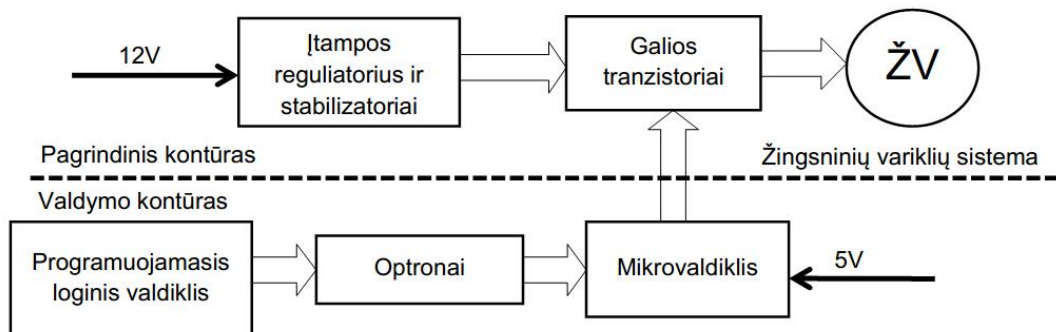 12V
Įtampos
reguliatorius ir
stabilizatoriai
Galios
tranzistoriai
ŽV
Pagrindinis kontūras
Žingsninių variklių sistema
Valdymo kontūras
Programuojamasis
loginis valdiklis
Optronai
Mikrovaldiklis
5V